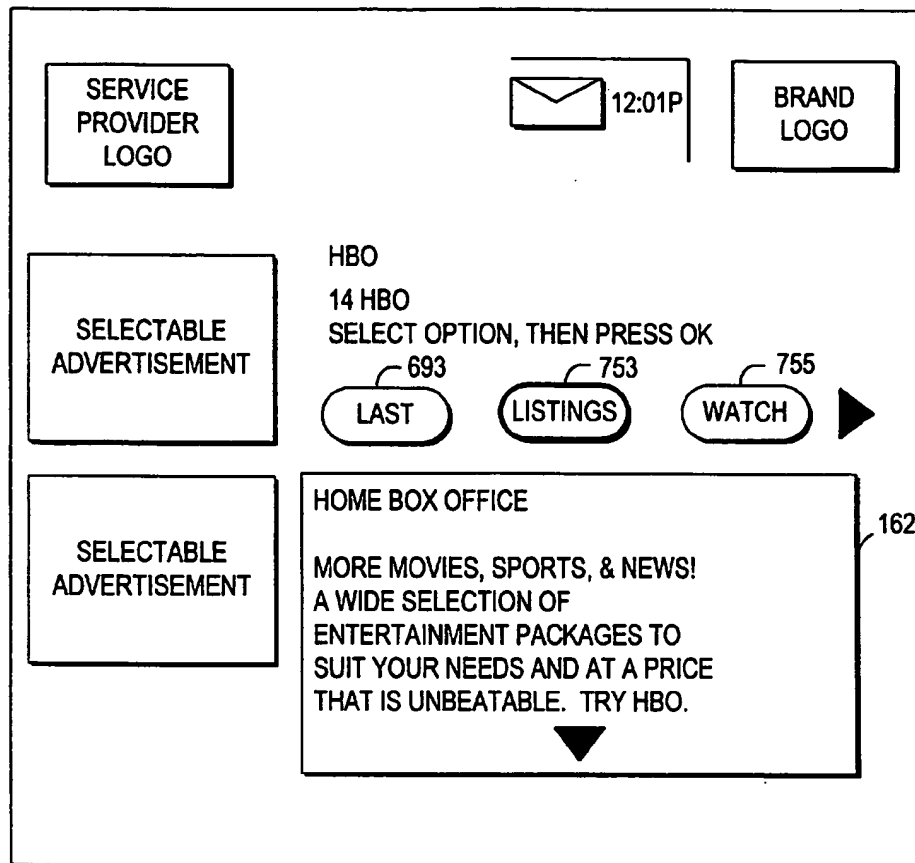 SERVICE
PROVIDER
LOGO
12:01P
BRAND
LOGO
SELECTABLE
ADVERTISEMENT
HBO
14 HBO
SELECT OPTION, THEN PRESS OK
693
753
755
LAST
LISTINGS
WATCH
SELECTABLE
ADVERTISEMENT
HOME BOX OFFICE
MORE MOVIES, SPORTS, & NEWS!
A WIDE SELECTION OF
ENTERTAINMENT PACKAGES TO
SUIT YOUR NEEDS AND AT A PRICE
THAT IS UNBEATABLE. TRY HBO.
162